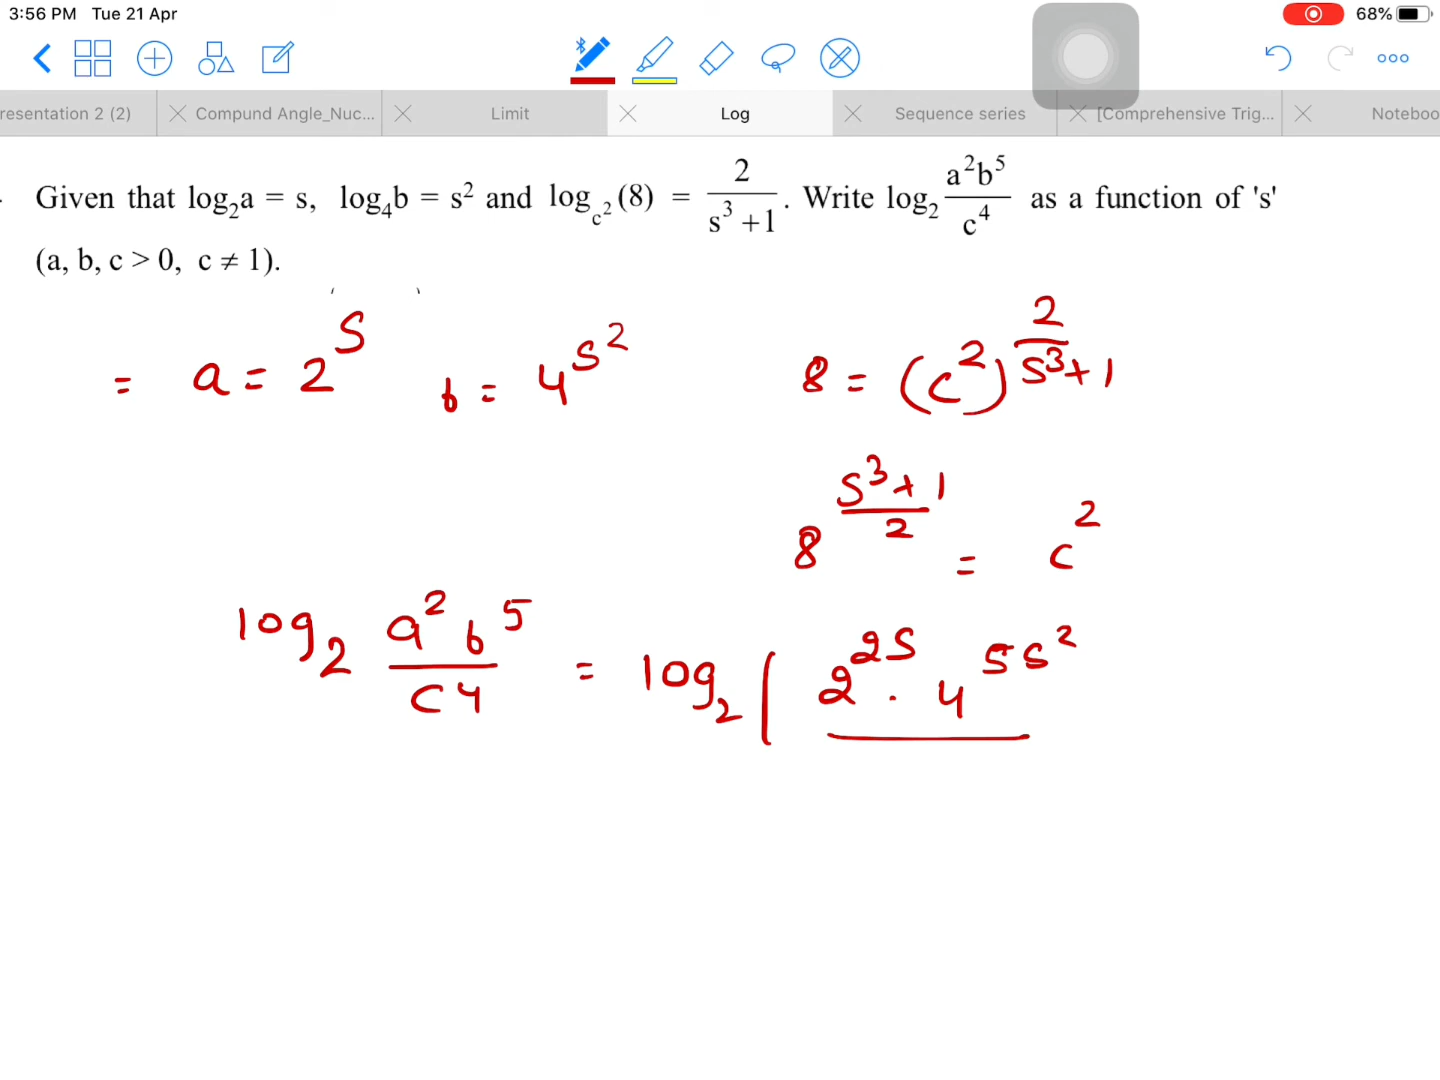 3:56 PM Tue 21 Apr 68%
resentation 2 (2) Compund Angle_Nuc... Limit Log Sequence series [Comprehensive Trig... Noteboo
Given that log₂a = s, log₄b = s² and log_{c²}(8) = 2/(s³+1). Write log₂ a²b⁵/c⁴ as a function of 's'
(a, b, c > 0, c ≠ 1).
= a = 2^S b = 4^{S²} 8 = (c²)^{2/(S³+1)}
8^{(S³+1)/2} = c²
log₂ a²b⁵/c4 = log₂ ( 2^{2S} . 4^{5S²}